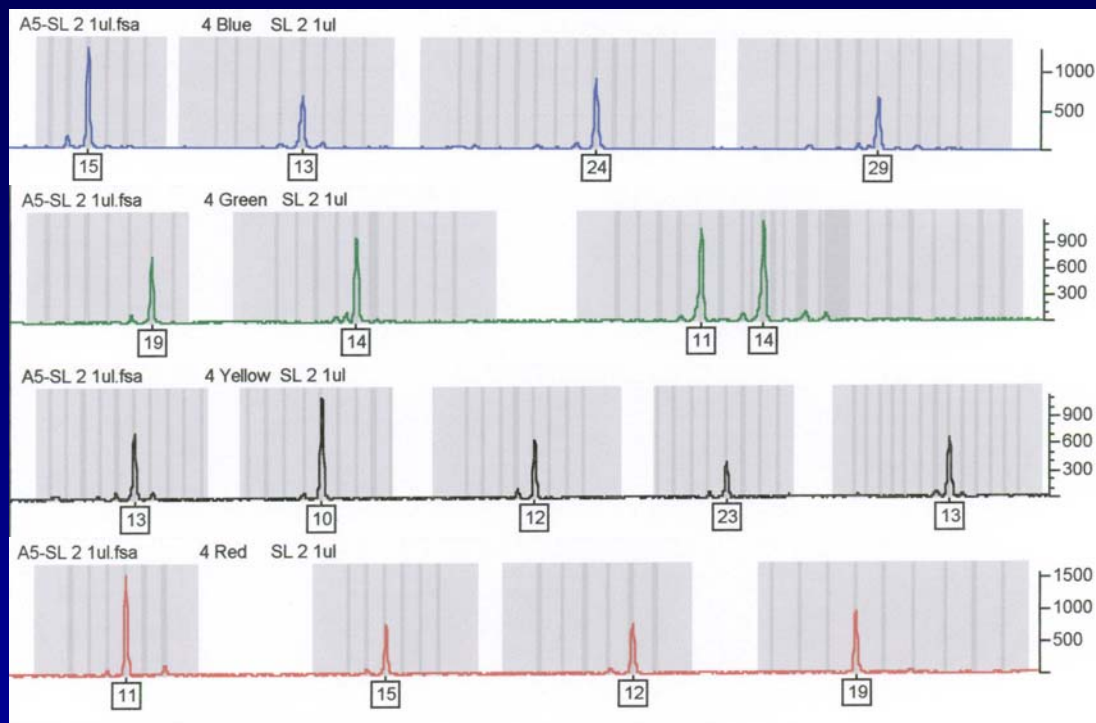 A5-SL 2 1ul.fsa 4 Blue SL 2 1ul
1000
500
15 13 24 29
A5-SL 2 1ul.fsa 4 Green SL 2 1ul
900
600
300
19 14 11 14
A5-SL 2 1ul.fsa 4 Yellow SL 2 1ul
900
600
300
13 10 12 23 13
A5-SL 2 1ul.fsa 4 Red SL 2 1ul
1500
1000
500
11 15 12 19